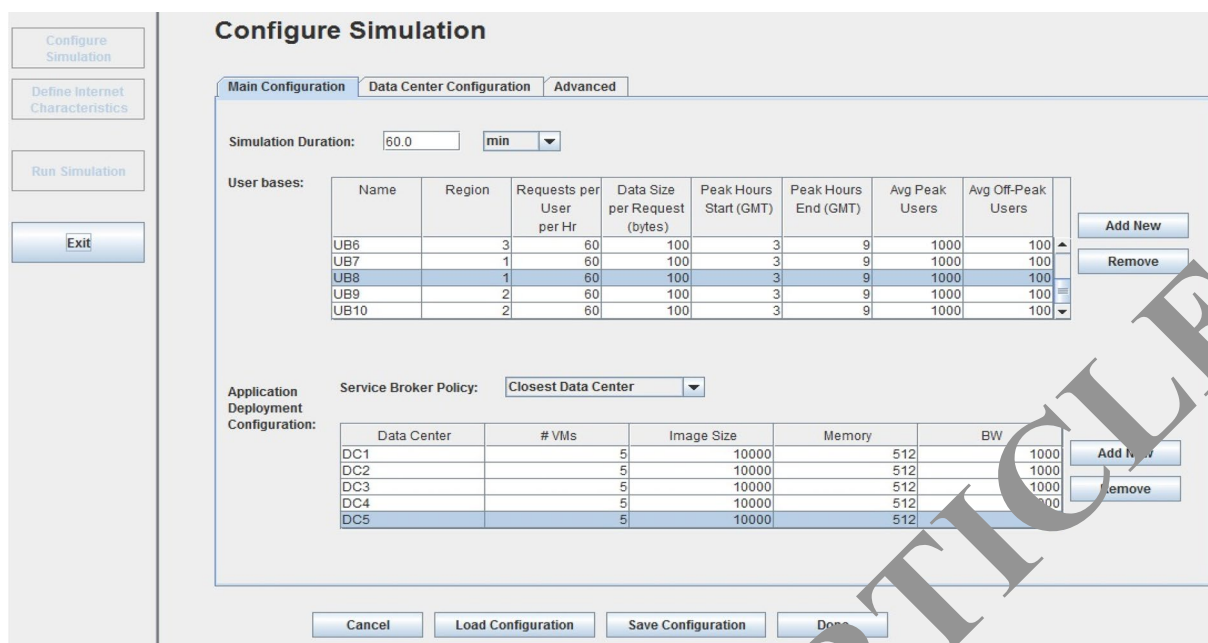 Configure Simulation
Configure
Simulation
Define Internet
Characteristics
Run Simulation
Exit
Main Configuration Data Center Configuration Advanced
Simulation Duration: 60.0 min
User bases:
Name Region Requests per User per Hr Data Size per Request (bytes) Peak Hours Start (GMT) Peak Hours End (GMT) Avg Peak Users Avg Off-Peak Users
UB6 3 60 100 3 9 1000 100
UB7 1 60 100 3 9 1000 100
UB8 1 60 100 3 9 1000 100
UB9 2 60 100 3 9 1000 100
UB10 2 60 100 3 9 1000 100
Add New
Remove
Application
Deployment
Configuration:
Service Broker Policy: Closest Data Center
Data Center # VMs Image Size Memory BW
DC1 5 10000 512 1000
DC2 5 10000 512 1000
DC3 5 10000 512 1000
DC4 5 10000 512
DC5 5 10000 512
Add New
Remove
Cancel Load Configuration Save Configuration Done
TICLE